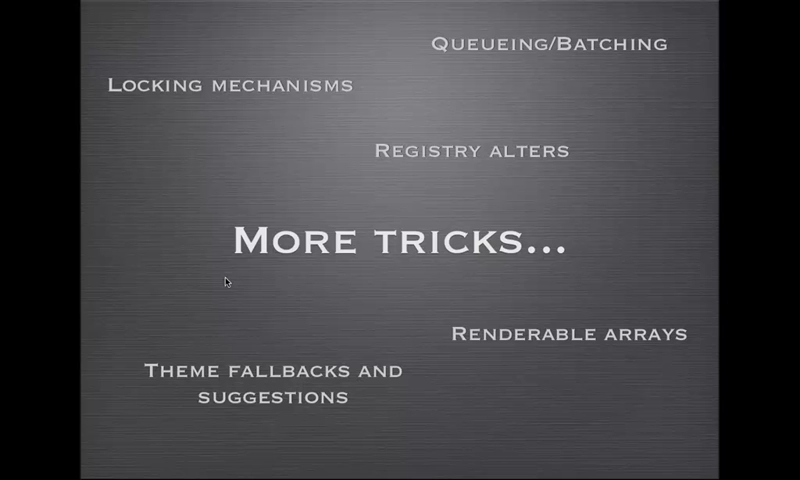 Queueing/Batching
Locking mechanisms
Registry alters
More tricks...
Renderable arrays
Theme fallbacks and
suggestions